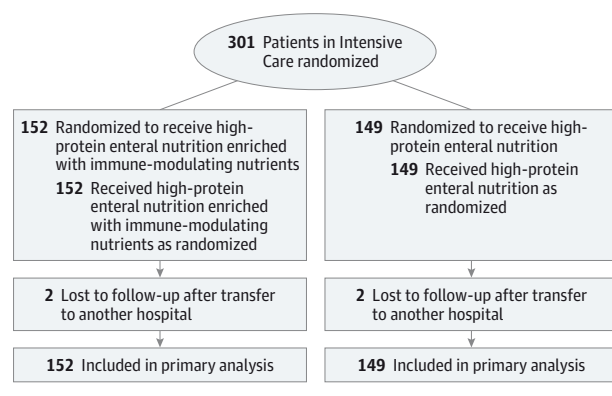 301 Patients in Intensive
Care randomized
152 Randomized to receive high-
protein enteral nutrition enriched
with immune-modulating nutrients
152 Received high-protein
enteral nutrition enriched
with immune-modulating
nutrients as randomized
149 Randomized to receive high-
protein enteral nutrition
149 Received high-protein
enteral nutrition as
randomized
2 Lost to follow-up after transfer
to another hospital
2 Lost to follow-up after transfer
to another hospital
152 Included in primary analysis
149 Included in primary analysis